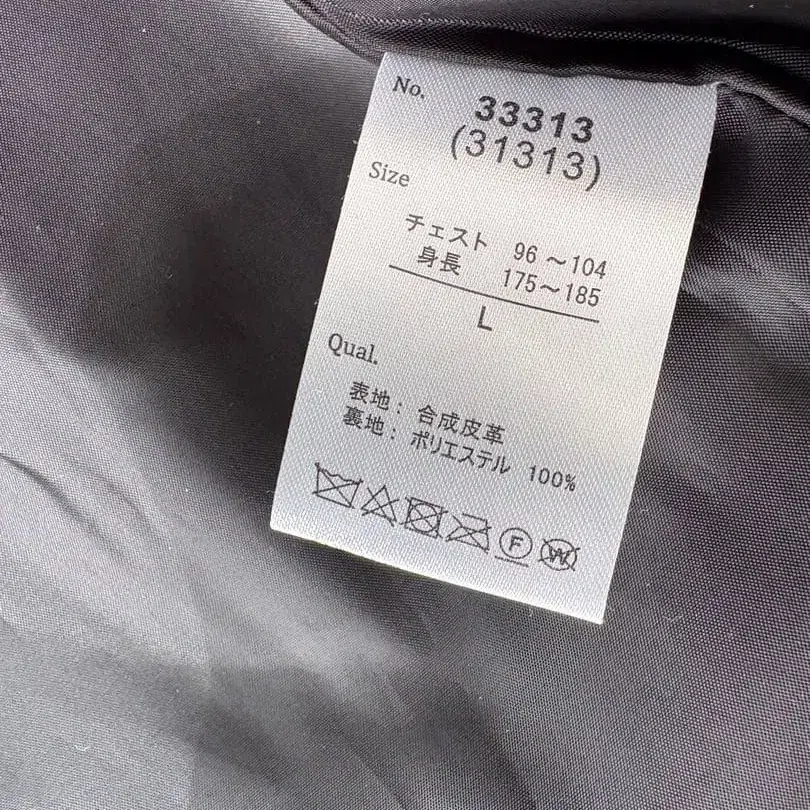 No. 33313
(31313)
Size
チェスト 96～104
身長 175～185
L
Qual.
表地： 合成皮革
裏地： ポリエステル 100%
F W